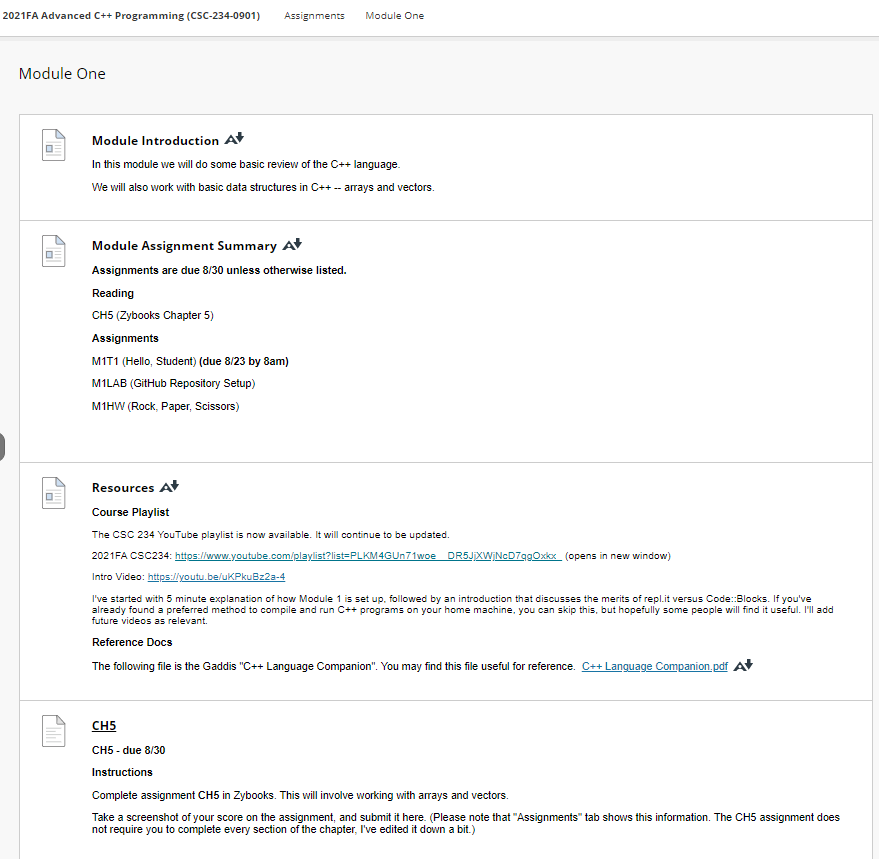 2021FA Advanced C++ Programming (CSC-234-0901) Assignments Module One
Module One
Module Introduction
In this module we will do some basic review of the C++ language.
We will also work with basic data structures in C++ -- arrays and vectors.
Module Assignment Summary
Assignments are due 8/30 unless otherwise listed.
Reading
CH5 (Zybooks Chapter 5)
Assignments
M1T1 (Hello, Student) (due 8/23 by 8am)
M1LAB (GitHub Repository Setup)
M1HW (Rock, Paper, Scissors)
Resources
Course Playlist
The CSC 234 YouTube playlist is now available. It will continue to be updated.
2021FA CSC234: https://www.youtube.com/playlist?list=PLKM4GUn71woe__DR5JjXWjNcD7qgOxkx_ (opens in new window)
Intro Video: https://youtu.be/uKPkuBz2a-4
I've started with 5 minute explanation of how Module 1 is set up, followed by an introduction that discusses the merits of repl.it versus Code::Blocks. If you've
already found a preferred method to compile and run C++ programs on your home machine, you can skip this, but hopefully some people will find it useful. I'll add
future videos as relevant.
Reference Docs
The following file is the Gaddis "C++ Language Companion". You may find this file useful for reference. C++ Language Companion.pdf
CH5
CH5 - due 8/30
Instructions
Complete assignment CH5 in Zybooks. This will involve working with arrays and vectors.
Take a screenshot of your score on the assignment, and submit it here. (Please note that "Assignments" tab shows this information. The CH5 assignment does
not require you to complete every section of the chapter, I've edited it down a bit.)